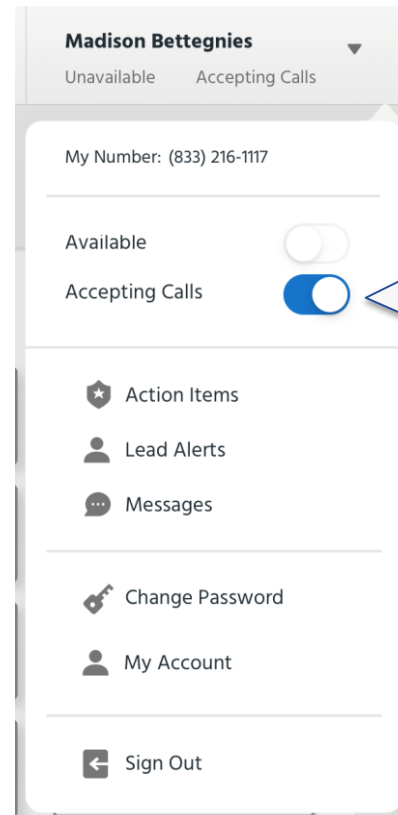 Madison Bettegnies
Unavailable Accepting Calls
My Number: (833) 216-1117
Available
Accepting Calls
Action Items
Lead Alerts
Messages
Change Password
My Account
Sign Out